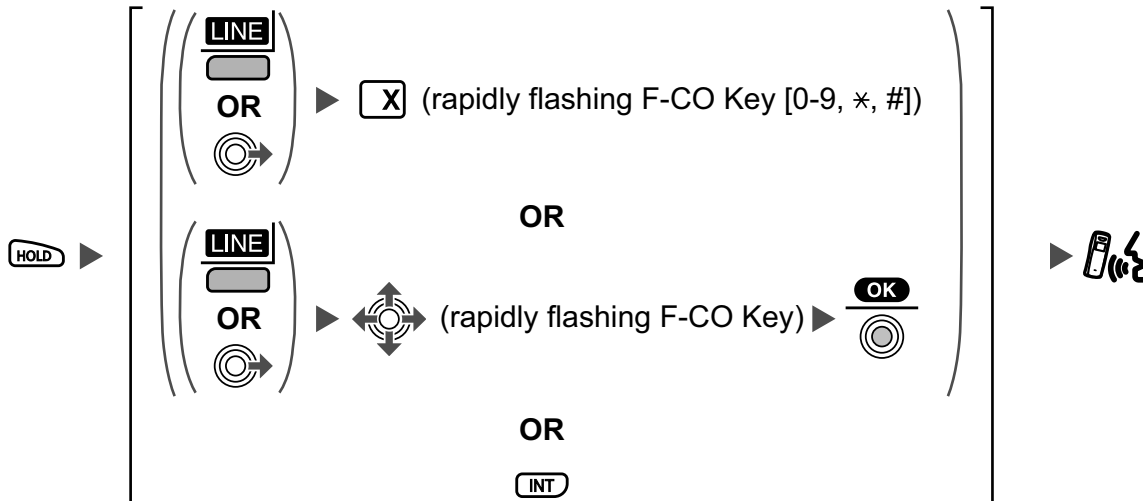 LINE
OR
X (rapidly flashing F-CO Key [0-9, ✳, #])
OR
HOLD
LINE
OR
(rapidly flashing F-CO Key)
OK
OR
INT